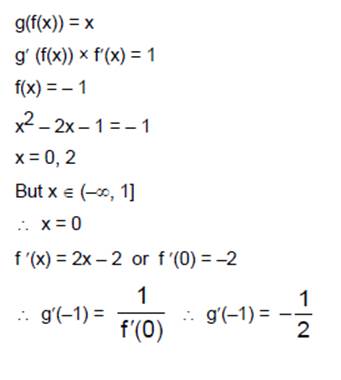 g(f(x)) = x
g′ (f(x)) × f′(x) = 1
f(x) = – 1
x² – 2x – 1 = – 1
x = 0, 2
But x ∈ (–∞, 1]
∴ x = 0
f ′(x) = 2x – 2 or f ′(0) = –2
∴ g′(–1) = 1/f′(0) ∴ g′(–1) = –1/2